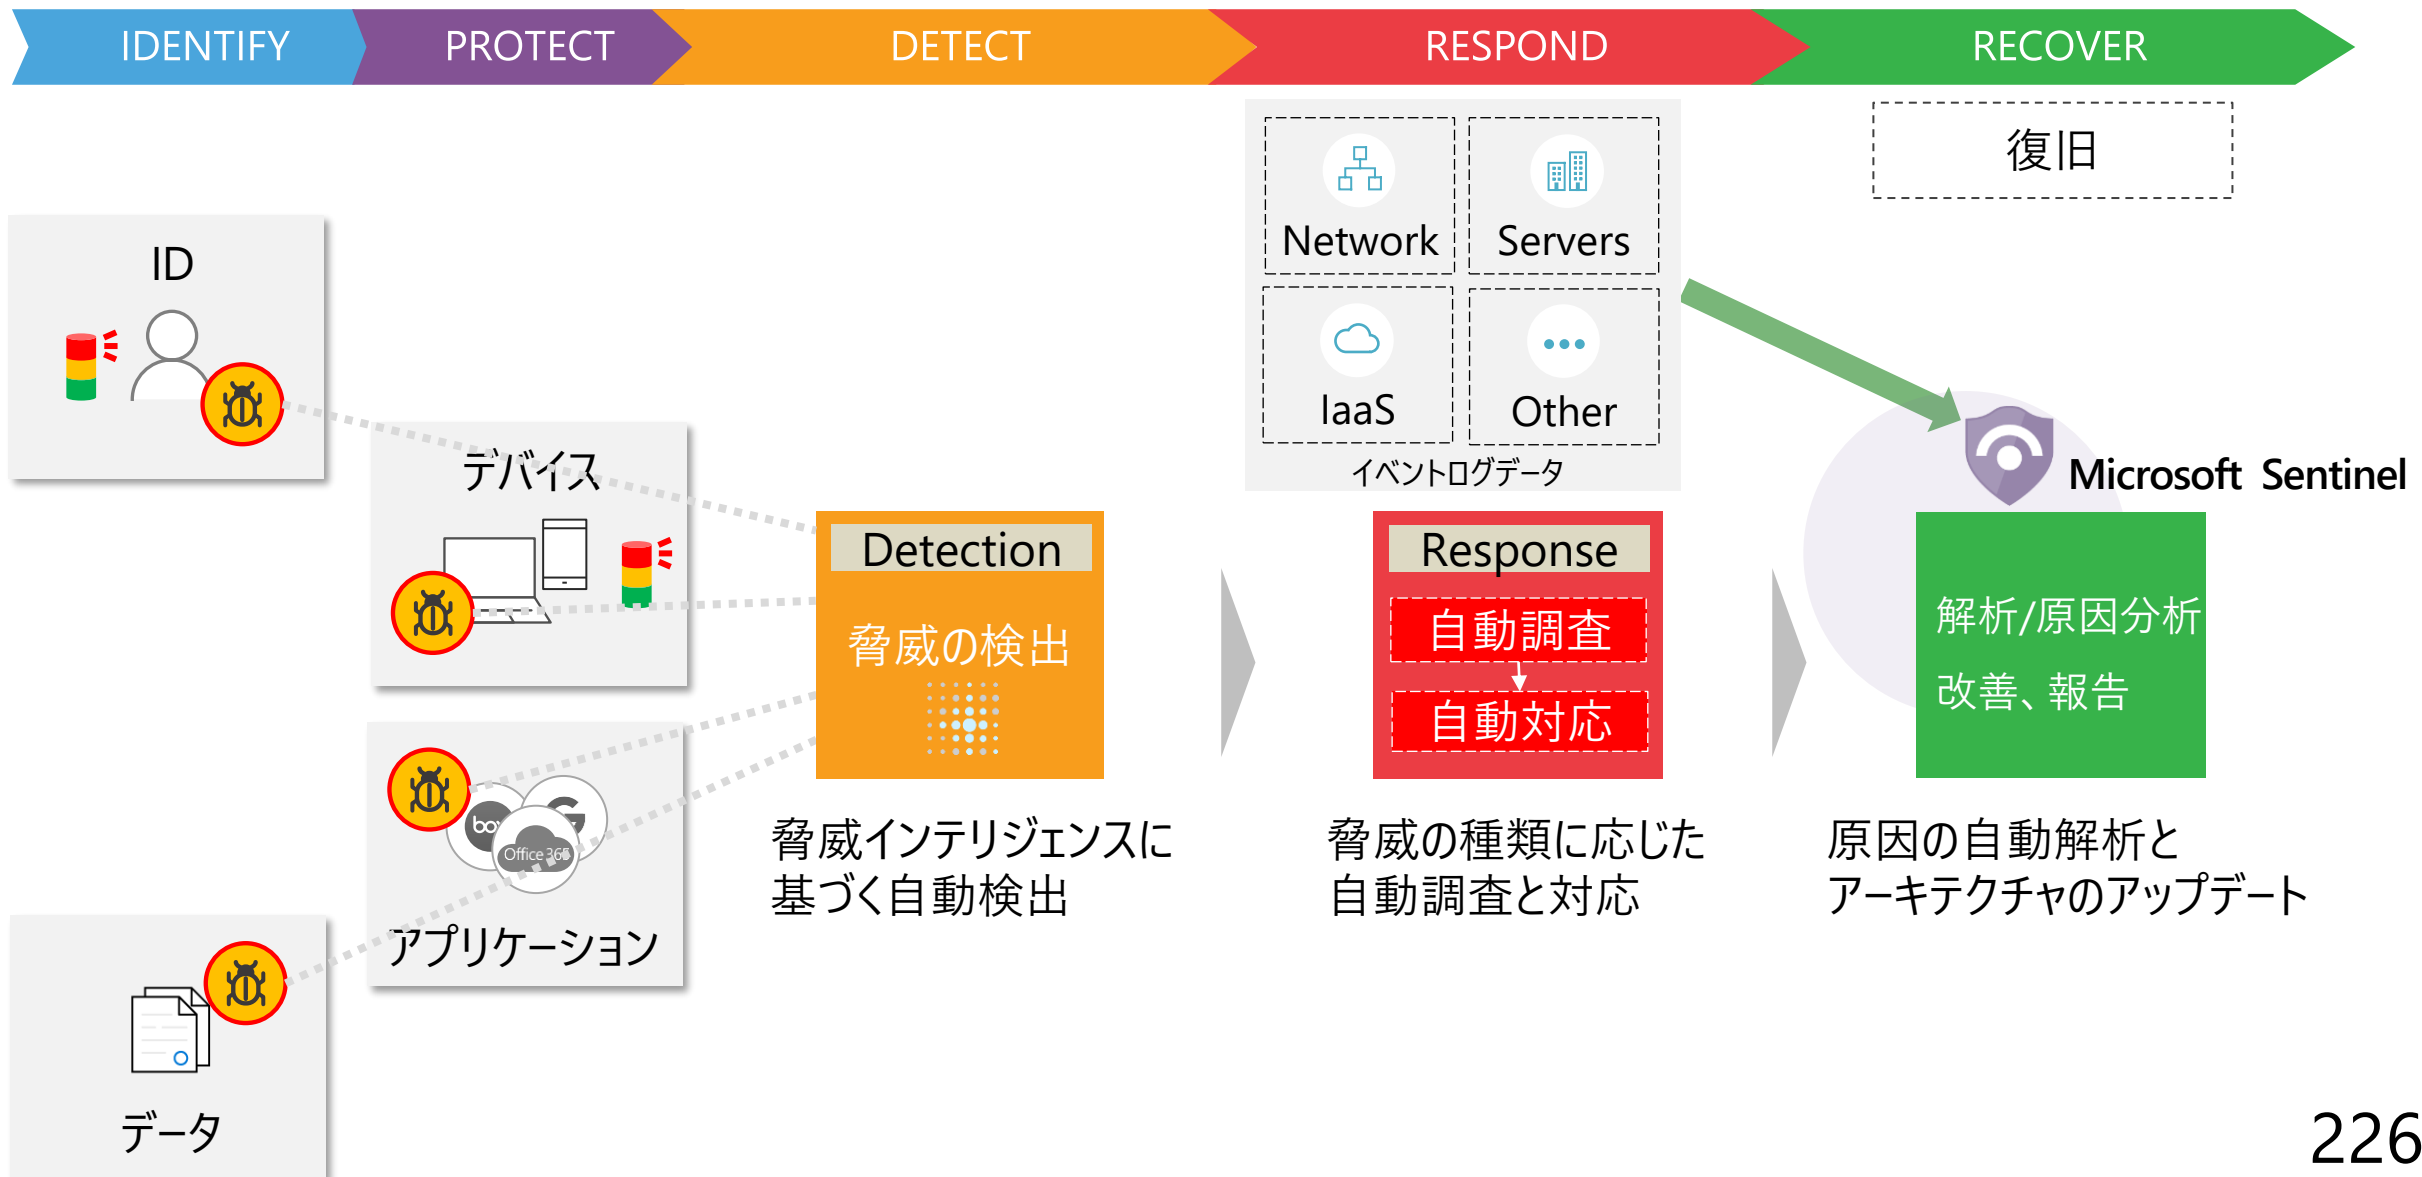 IDENTIFY
PROTECT
DETECT
RESPOND
RECOVER
復旧
Network
Servers
IaaS
Other
イベントログデータ
ID
デバイス
box
G
Office 365
アプリケーション
データ
Detection
脅威の検出
脅威インテリジェンスに
基づく自動検出
Response
自動調査
自動対応
脅威の種類に応じた
自動調査と対応
Microsoft Sentinel
解析/原因分析
改善、報告
原因の自動解析と
アーキテクチャのアップデート
226